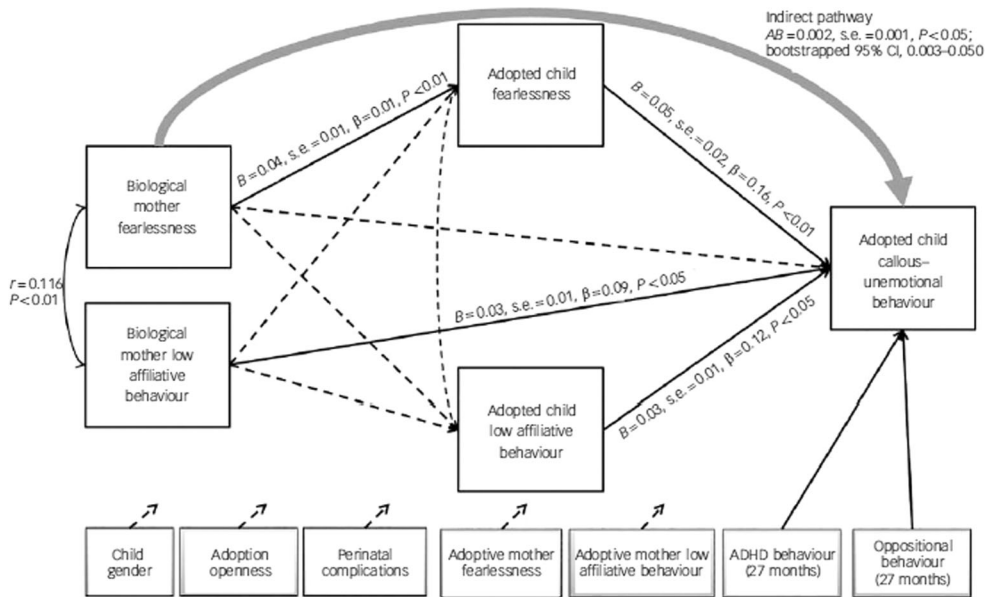 Indirect pathway
AB=0.002, s.e.=0.001, P<0.05;
bootstrapped 95% CI, 0.003–0.050
Adopted child
fearlessness
B=0.04, s.e.=0.01, β=0.01, P<0.01
B=0.05, s.e.=0.02, β=0.16, P<0.01
Biological
mother
fearlessness
r=0.116
P<0.01
Adopted child
callous–
unemotional
behaviour
B=0.03, s.e.=0.01, β=0.09, P<0.05
Biological
mother low
affiliative
behaviour
Adopted child
low affiliative
behaviour
B=0.03, s.e.=0.01, β=0.12, P<0.05
Child
gender
Adoption
openness
Perinatal
complications
Adoptive mother
fearlessness
Adoptive mother low
affiliative behaviour
ADHD behaviour
(27 months)
Oppositional
behaviour
(27 months)